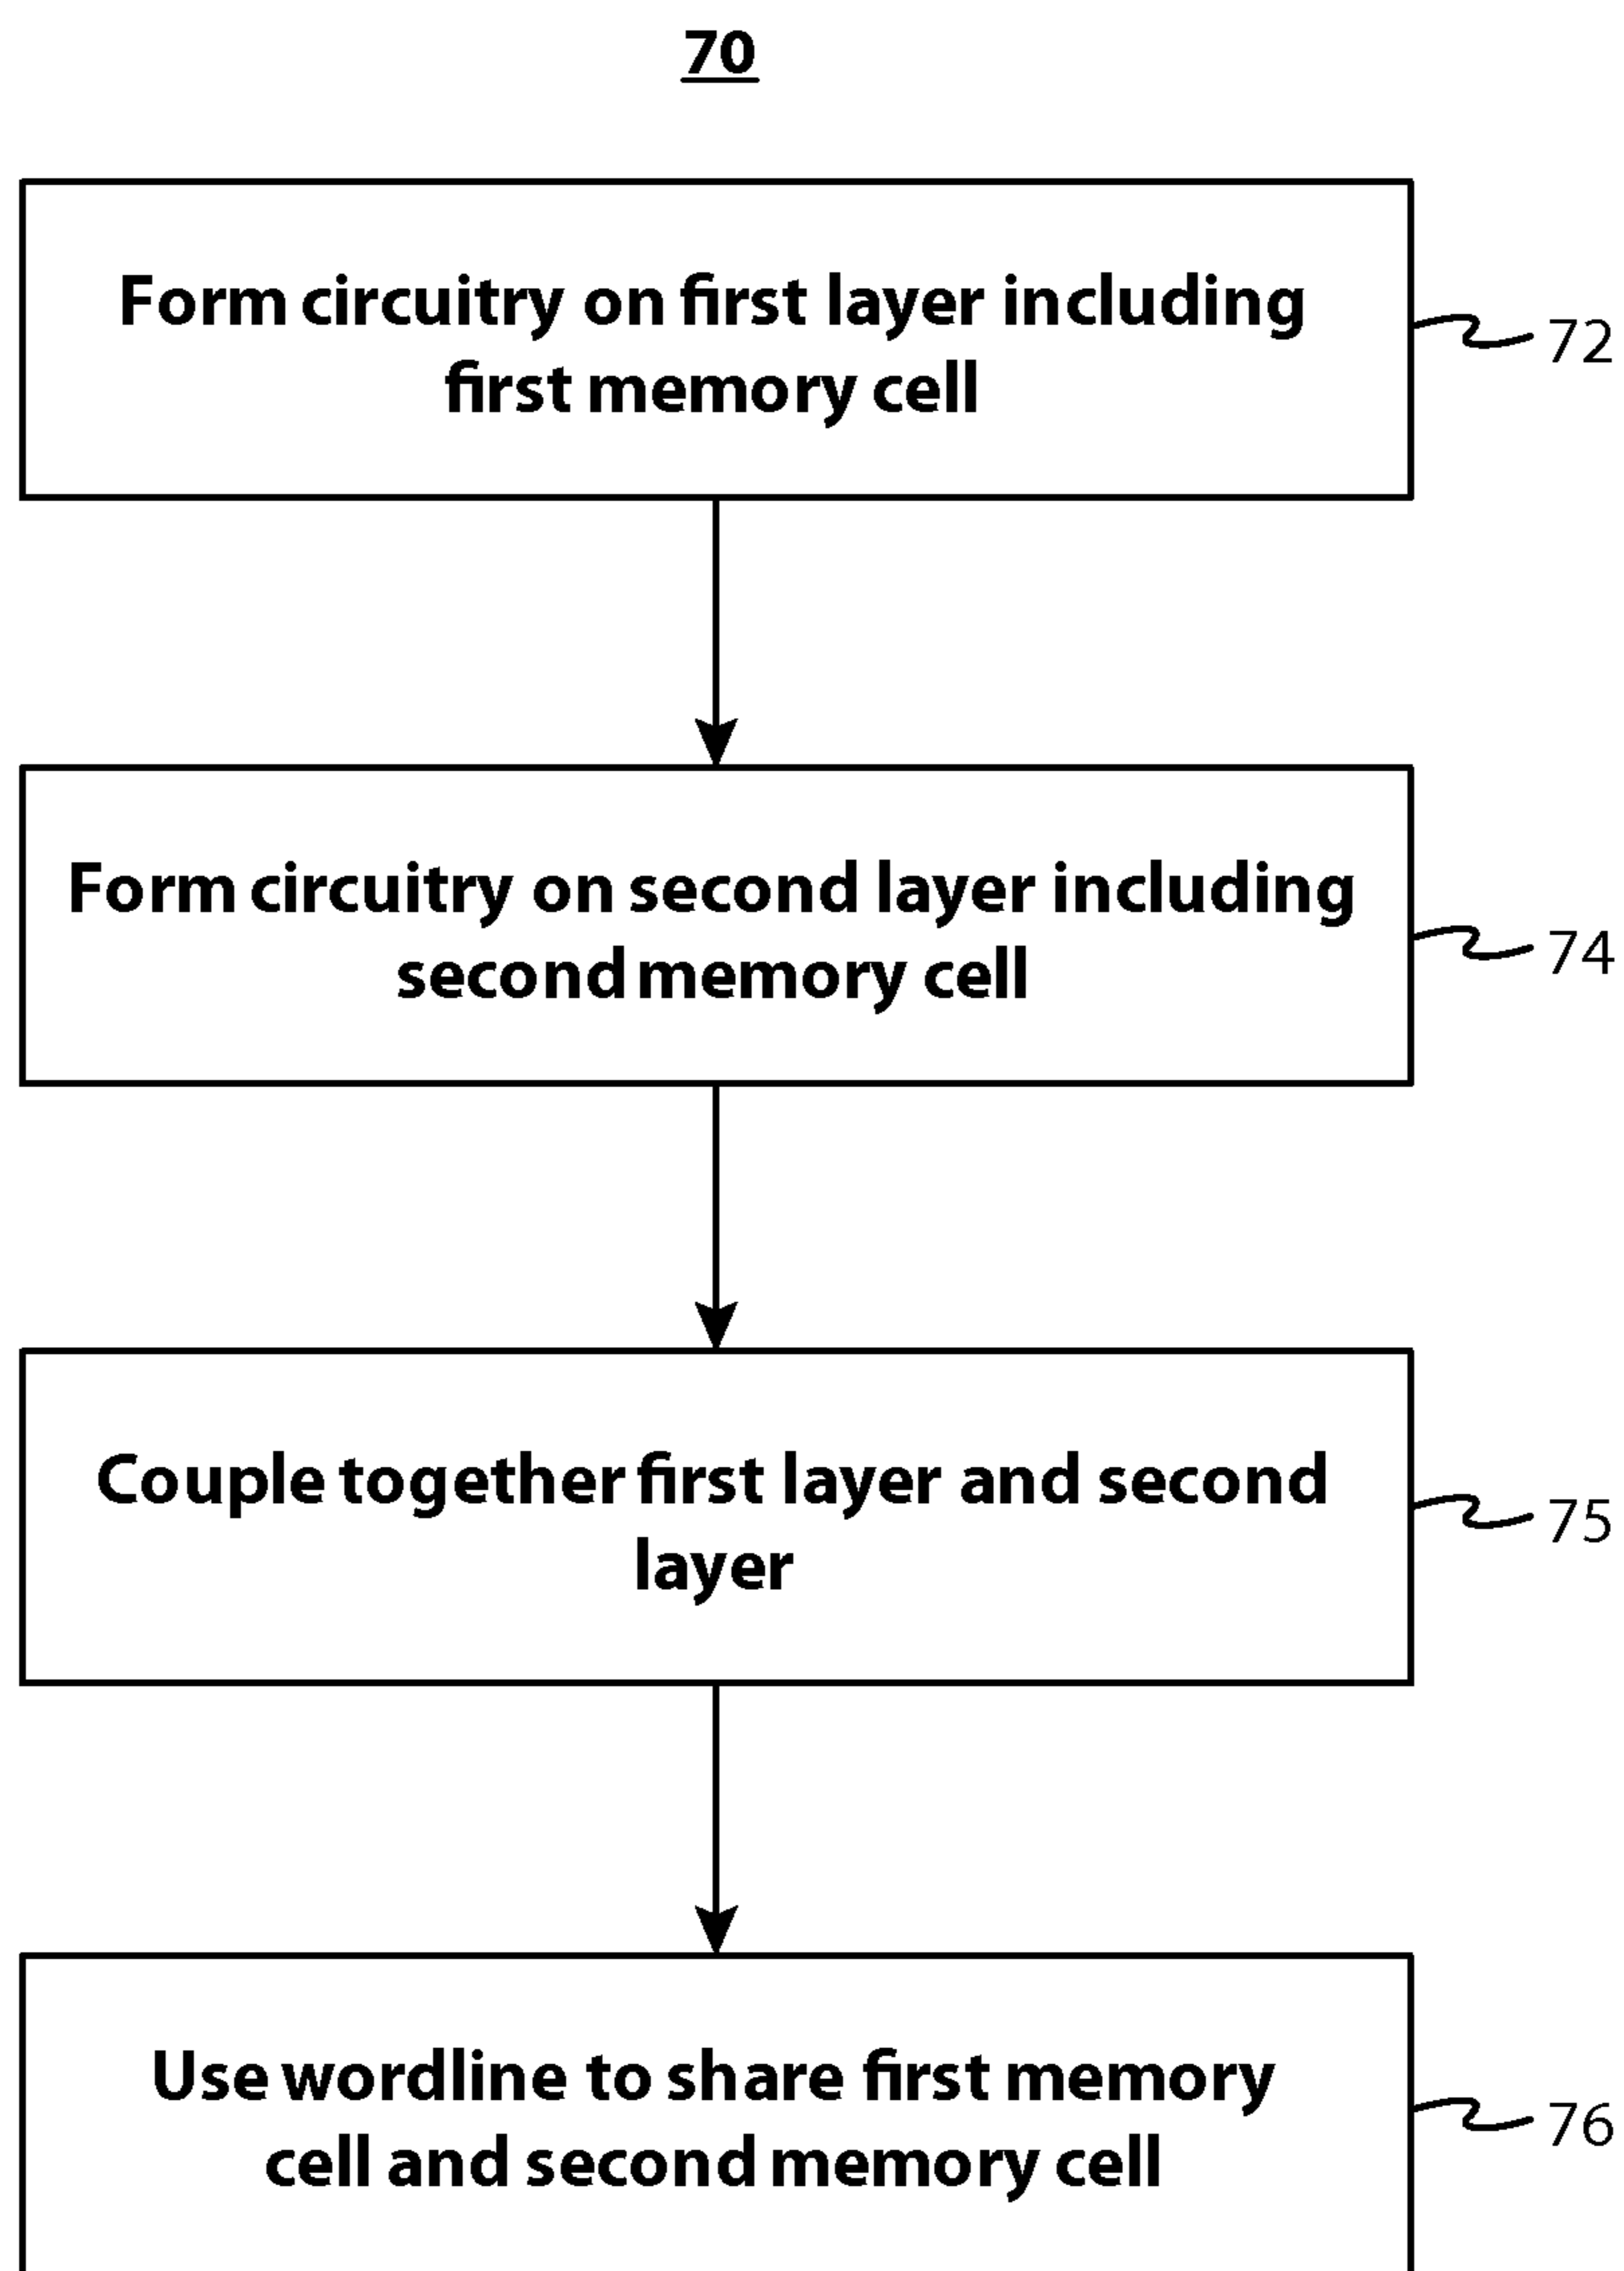 70
Form circuitry on first layer including
first memory cell
72
Form circuitry on second layer including
second memory cell
74
Couple together first layer and second
layer
75
Use wordline to share first memory
cell and second memory cell
76